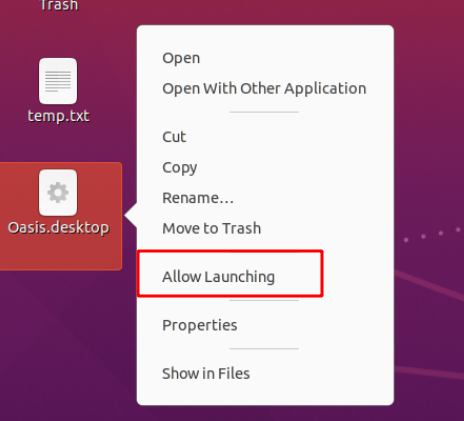 Trash
temp.txt
Oasis.desktop
Open
Open With Other Application
Cut
Copy
Rename…
Move to Trash
Allow Launching
Properties
Show in Files